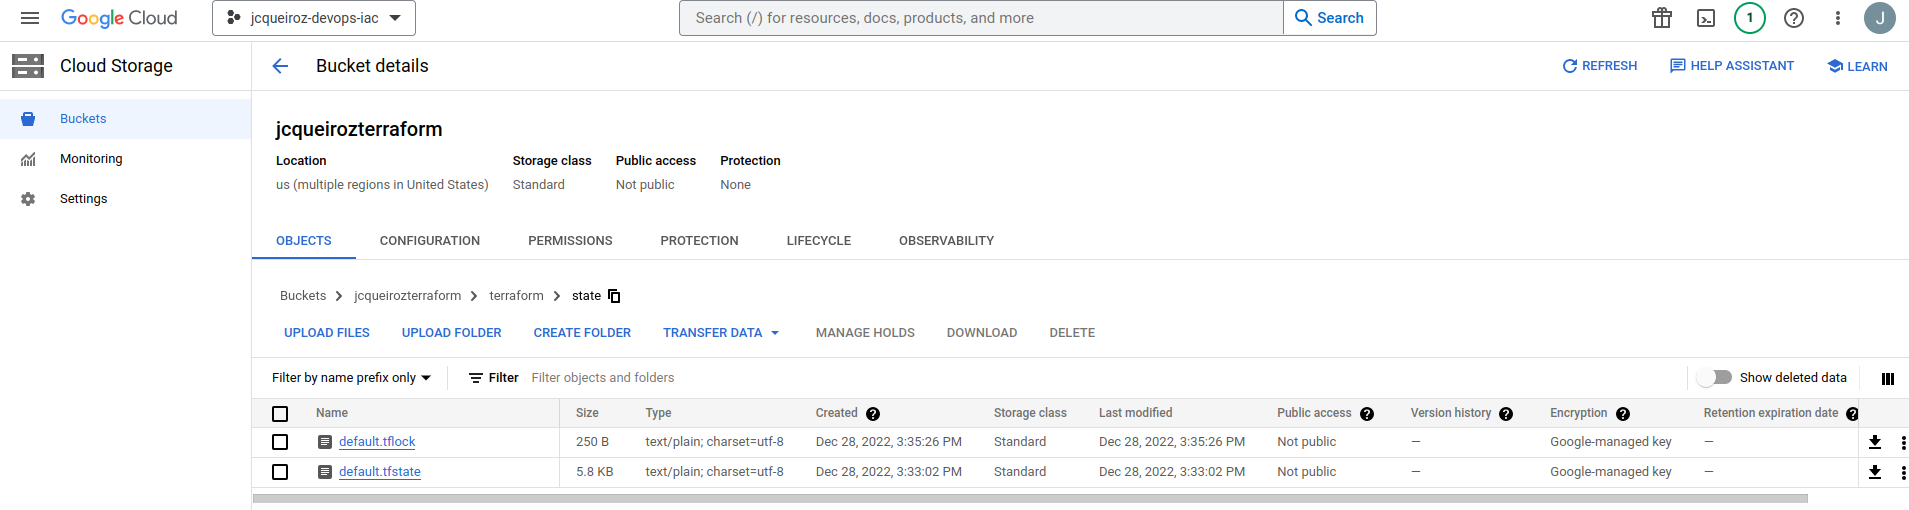 Google Cloud jcqueiroz-devops-iac Search (/) for resources, docs, products, and more Search 1 J
Cloud Storage Bucket details REFRESH HELP ASSISTANT LEARN
Buckets
Monitoring
Settings
jcqueirozterraform
Location Storage class Public access Protection
us (multiple regions in United States) Standard Not public None
OBJECTS CONFIGURATION PERMISSIONS PROTECTION LIFECYCLE OBSERVABILITY
Buckets > jcqueirozterraform > terraform > state
UPLOAD FILES UPLOAD FOLDER CREATE FOLDER TRANSFER DATA MANAGE HOLDS DOWNLOAD DELETE
Filter by name prefix only Filter Filter objects and folders Show deleted data
Name Size Type Created Storage class Last modified Public access Version history Encryption Retention expiration date
default.tflock 250 B text/plain; charset=utf-8 Dec 28, 2022, 3:35:26 PM Standard Dec 28, 2022, 3:35:26 PM Not public — Google-managed key —
default.tfstate 5.8 KB text/plain; charset=utf-8 Dec 28, 2022, 3:33:02 PM Standard Dec 28, 2022, 3:33:02 PM Not public — Google-managed key —